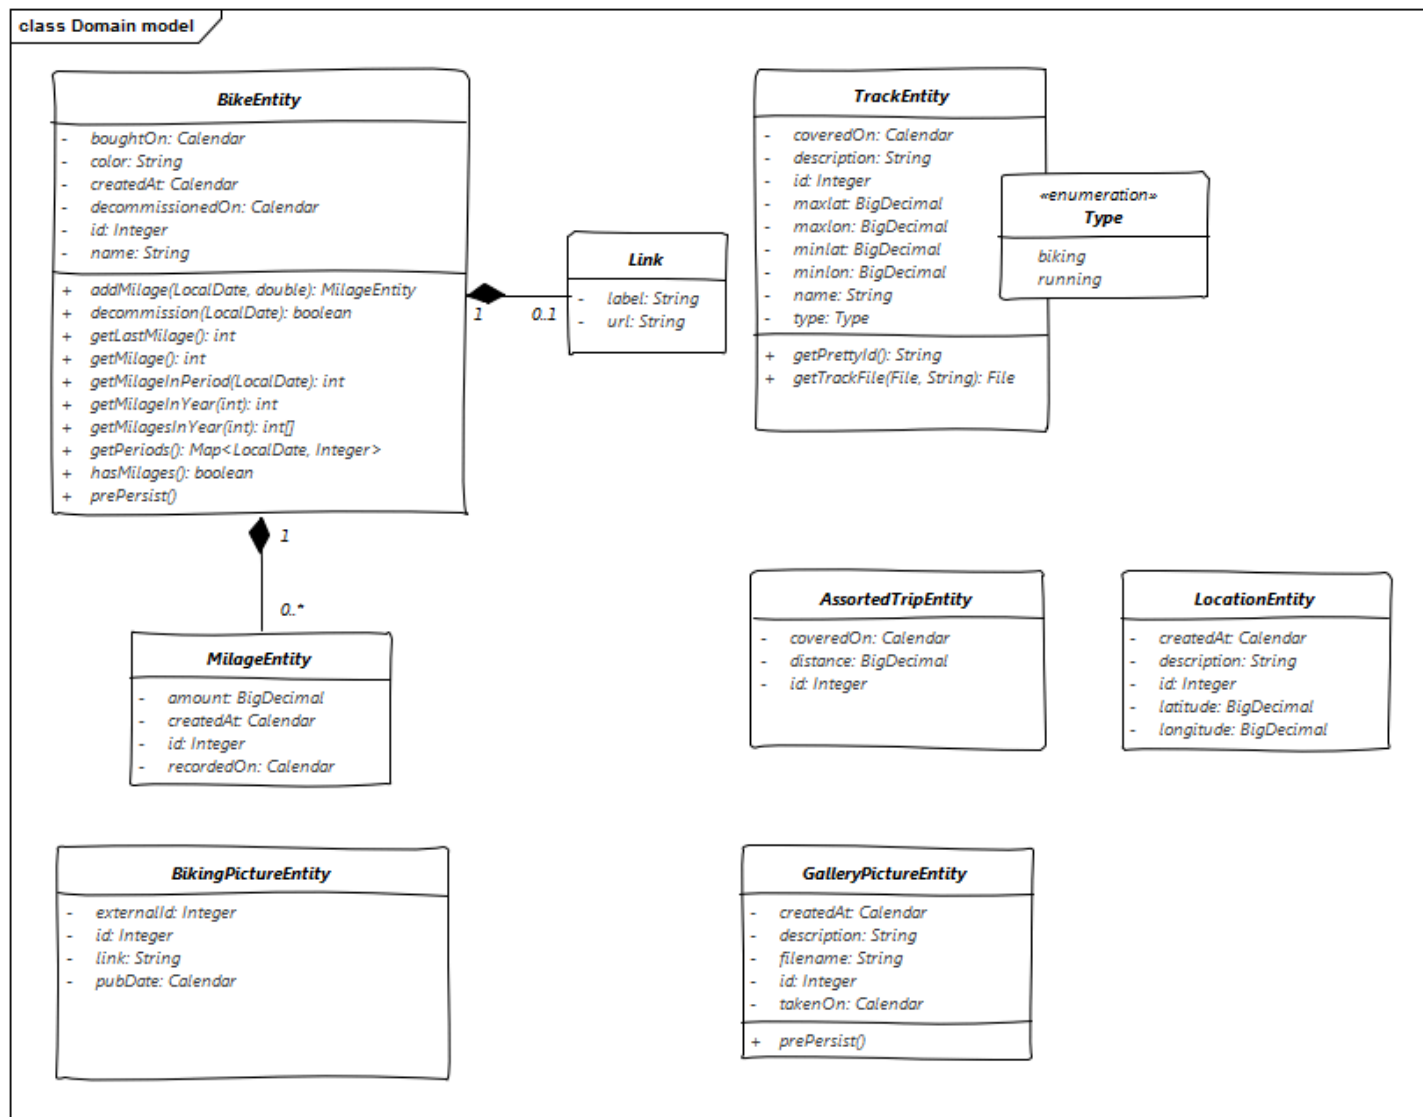 class Domain model
BikeEntity
- boughtOn: Calendar
- color: String
- createdAt: Calendar
- decommissionedOn: Calendar
- id: Integer
- name: String
+ addMilage(LocalDate, double): MilageEntity
+ decommission(LocalDate): boolean
+ getLastMilage(): int
+ getMilage(): int
+ getMilageInPeriod(LocalDate): int
+ getMilageInYear(int): int
+ getMilagesInYear(int): int[]
+ getPeriods(): Map<LocalDate, Integer>
+ hasMilages(): boolean
+ prePersist()
1
0..1
Link
- label: String
- url: String
TrackEntity
- coveredOn: Calendar
- description: String
- id: Integer
- maxlat: BigDecimal
- maxlon: BigDecimal
- minlat: BigDecimal
- minlon: BigDecimal
- name: String
- type: Type
+ getPrettyId(): String
+ getTrackFile(File, String): File
«enumeration»
Type
biking
running
1
0..*
MilageEntity
- amount: BigDecimal
- createdAt: Calendar
- id: Integer
- recordedOn: Calendar
AssortedTripEntity
- coveredOn: Calendar
- distance: BigDecimal
- id: Integer
LocationEntity
- createdAt: Calendar
- description: String
- id: Integer
- latitude: BigDecimal
- longitude: BigDecimal
BikingPictureEntity
- externalId: Integer
- id: Integer
- link: String
- pubDate: Calendar
GalleryPictureEntity
- createdAt: Calendar
- description: String
- filename: String
- id: Integer
- takenOn: Calendar
+ prePersist()